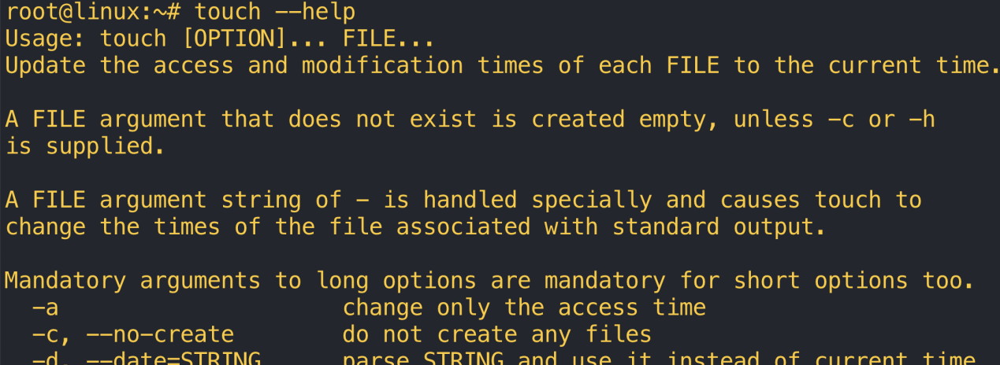 root@linux:~# touch --help
Usage: touch [OPTION]... FILE...
Update the access and modification times of each FILE to the current time.
A FILE argument that does not exist is created empty, unless -c or -h
is supplied.
A FILE argument string of - is handled specially and causes touch to
change the times of the file associated with standard output.
Mandatory arguments to long options are mandatory for short options too.
-a change only the access time
-c, --no-create do not create any files
-d, --date=STRING parse STRING and use it instead of current time